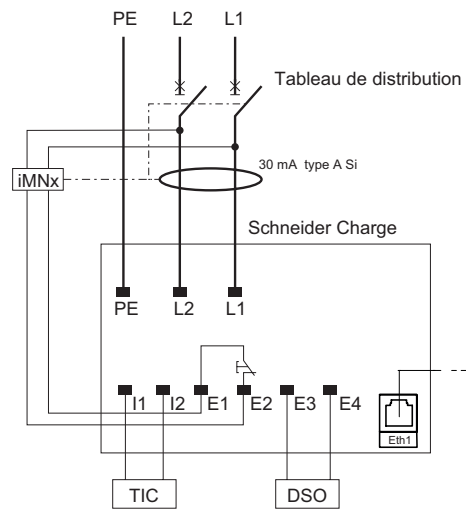 PE L2 L1
Tableau de distribution
30 mA type A Si
iMNx
Schneider Charge
PE L2 L1
I1 I2 E1 E2 E3 E4
Eth1
TIC DSO